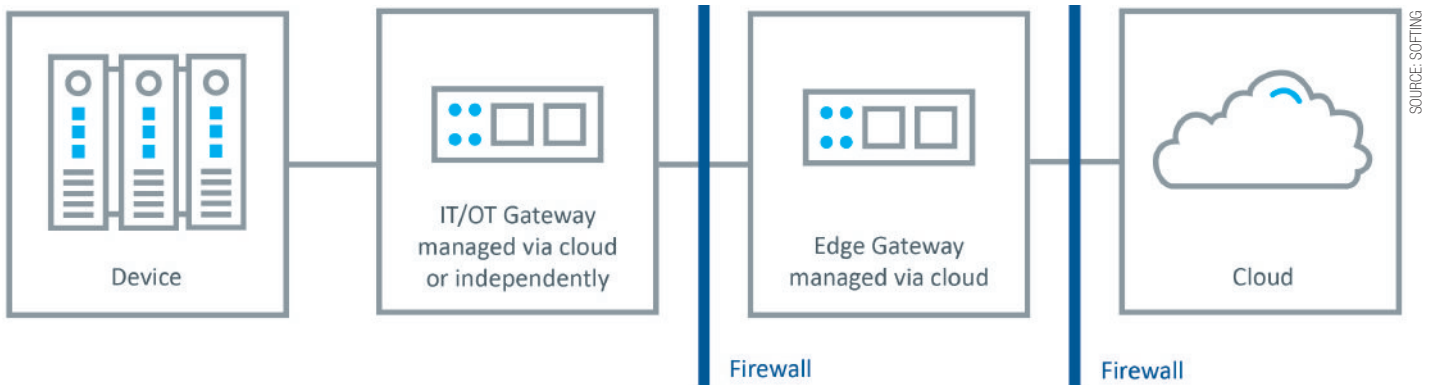 SOURCE: SOFTING
Device
IT/OT Gateway
managed via cloud
or independently
Edge Gateway
managed via cloud
Cloud
Firewall
Firewall